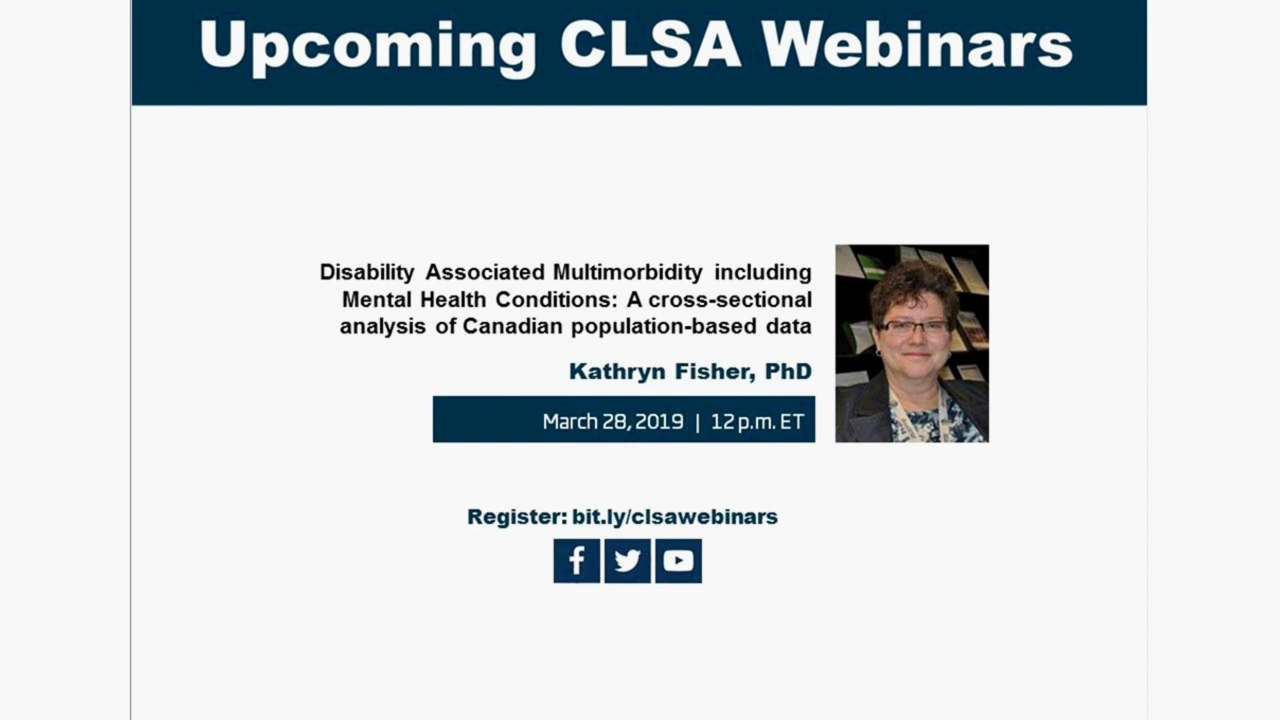 Upcoming CLSA Webinars
Disability Associated Multimorbidity including
Mental Health Conditions: A cross-sectional
analysis of Canadian population-based data
Kathryn Fisher, PhD
March 28, 2019 | 12 p.m. ET
Register: bit.ly/clsawebinars